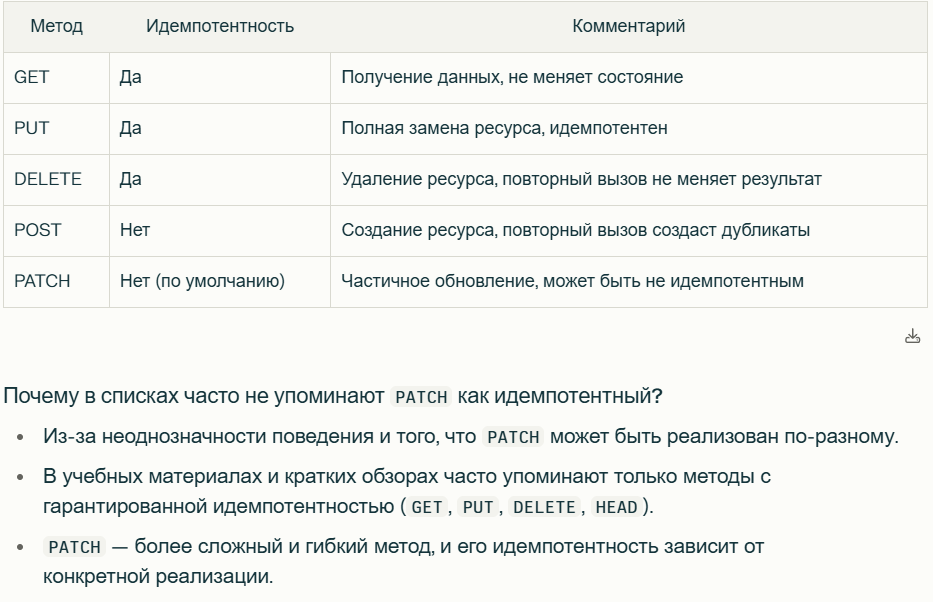 Метод Идемпотентность Комментарий
GET Да Получение данных, не меняет состояние
PUT Да Полная замена ресурса, идемпотентен
DELETE Да Удаление ресурса, повторный вызов не меняет результат
POST Нет Создание ресурса, повторный вызов создаст дубликаты
PATCH Нет (по умолчанию) Частичное обновление, может быть не идемпотентным
Почему в списках часто не упоминают PATCH как идемпотентный?
• Из-за неоднозначности поведения и того, что PATCH может быть реализован по-разному.
• В учебных материалах и кратких обзорах часто упоминают только методы с
гарантированной идемпотентностью (GET, PUT, DELETE, HEAD).
• PATCH — более сложный и гибкий метод, и его идемпотентность зависит от
конкретной реализации.